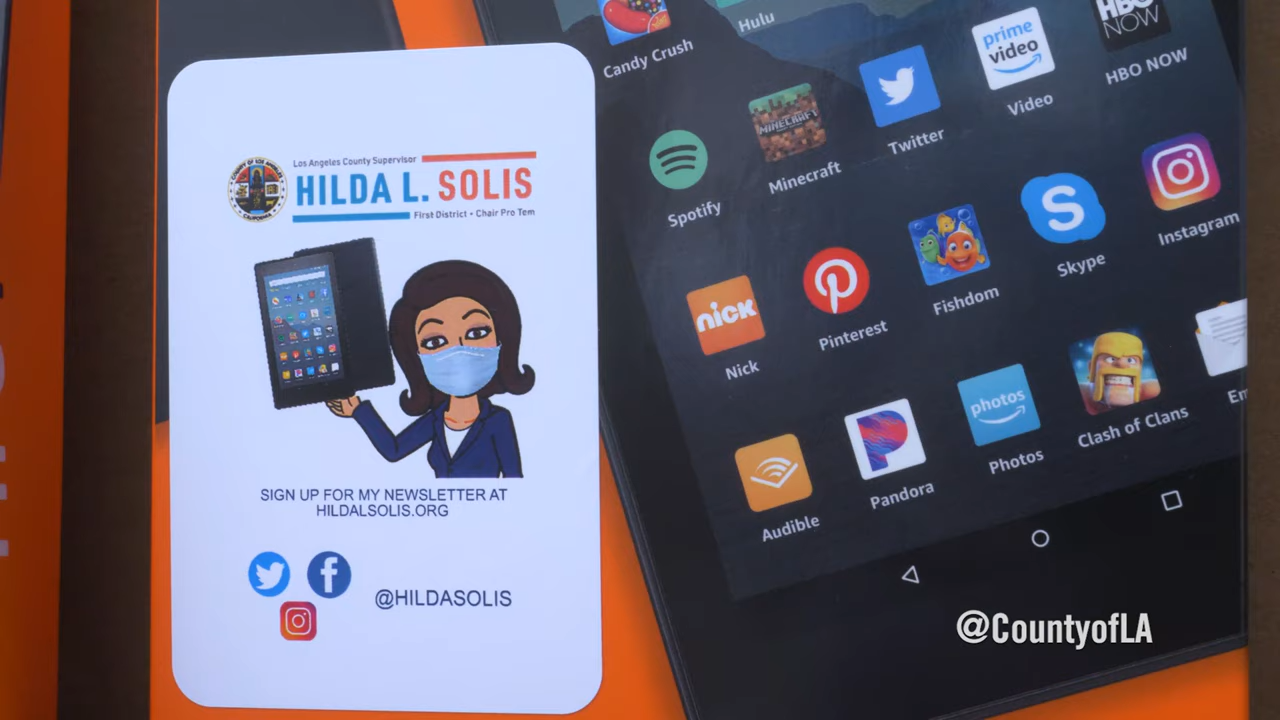 Los Angeles County Supervisor
HILDA L. SOLIS
First District • Chair Pro Tem
SIGN UP FOR MY NEWSLETTER AT
HILDALSOLIS.ORG
@HILDASOLIS
Candy Crush
Hulu
MINECRAFT
Minecraft
Twitter
prime
video
Video
HBO
NOW
HBO NOW
Spotify
nick
Nick
Pinterest
Fishdom
Skype
Instagram
Audible
Pandora
photos
Photos
Clash of Clans
Em
@CountyofLA